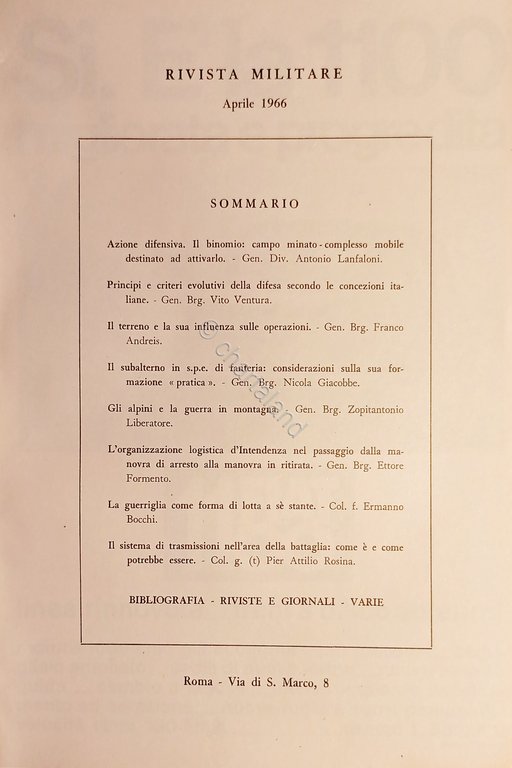 RIVISTA MILITARE
Aprile 1966
SOMMARIO
Azione difensiva. Il binomio: campo minato - complesso mobile
destinato ad attivarlo. - Gen. Div. Antonio Lanfaloni.
Principi e criteri evolutivi della difesa secondo le concezioni ita-
liane. - Gen. Brg. Vito Ventura.
Il terreno e la sua influenza sulle operazioni. - Gen. Brg. Franco
Andreis.
Il subalterno in s.p.e. di fanteria: considerazioni sulla sua for-
mazione « pratica ». - Gen. Brg. Nicola Giacobbe.
Gli alpini e la guerra in montagna. - Gen. Brg. Zopitantonio
Liberatore.
L'organizzazione logistica d'Intendenza nel passaggio dalla ma-
novra di arresto alla manovra in ritirata. - Gen. Brg. Ettore
Formento.
La guerriglia come forma di lotta a sè stante. - Col. f. Ermanno
Bocchi.
Il sistema di trasmissioni nell'area della battaglia: come è e come
potrebbe essere. - Col. g. (t) Pier Attilio Rosina.
BIBLIOGRAFIA - RIVISTE E GIORNALI - VARIE
Roma - Via di S. Marco, 8
© chartaland